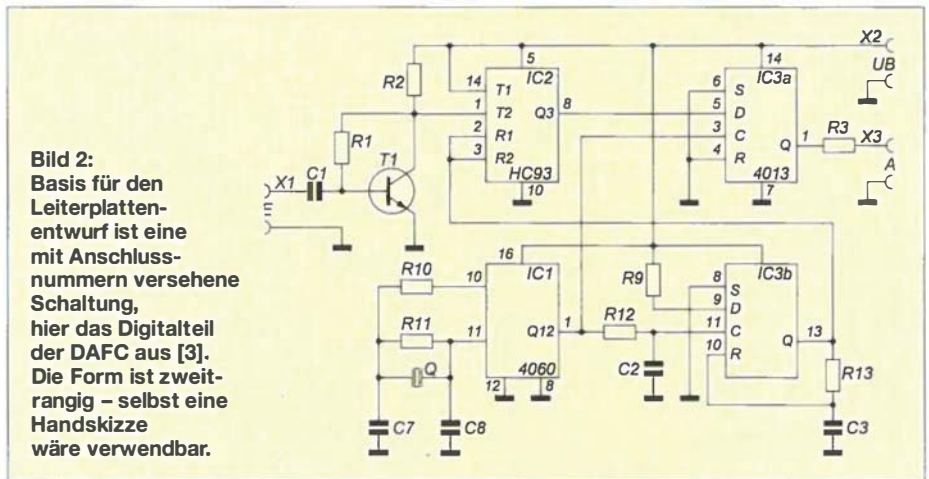 Bild 2:
Basis für den
Leiterplatten-
entwurf ist eine
mit Anschluss-
nummern versehene
Schaltung,
hier das Digitalteil
der DAFC aus [3].
Die Form ist zweit-
rangig – selbst eine
Handskizze
wäre verwendbar.
X1
E
C1
R1
R2
T1
5
IC2
14 T1
1 T2 Q3 8
2 R1
3 R2
HC93
10
14
IC3a
6 S
5 D
3 C Q 1
4 R
4013
7
X2
UB
R3
X3
A
R10
R11
Q
C7
C8
16
IC1
10
11
Q12 1
4060
12
8
R9
R12
C2
IC3b
8 S
9 D
11 C Q 13
10 R
R13
C3